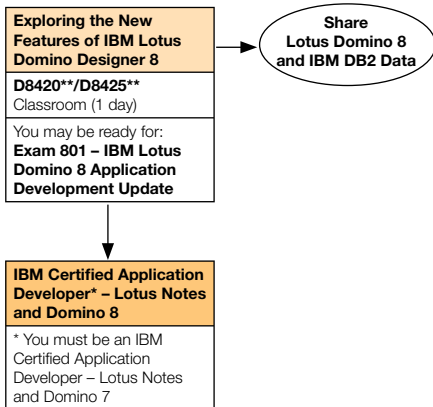 Exploring the New
Features of IBM Lotus
Domino Designer 8
D8420**/D8425**
Classroom (1 day)
You may be ready for:
Exam 801 – IBM Lotus
Domino 8 Application
Development Update
Share
Lotus Domino 8
and IBM DB2 Data
IBM Certified Application
Developer* – Lotus Notes
and Domino 8
* You must be an IBM
Certified Application
Developer – Lotus Notes
and Domino 7